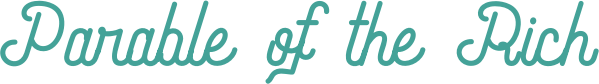 Parable of the Rich